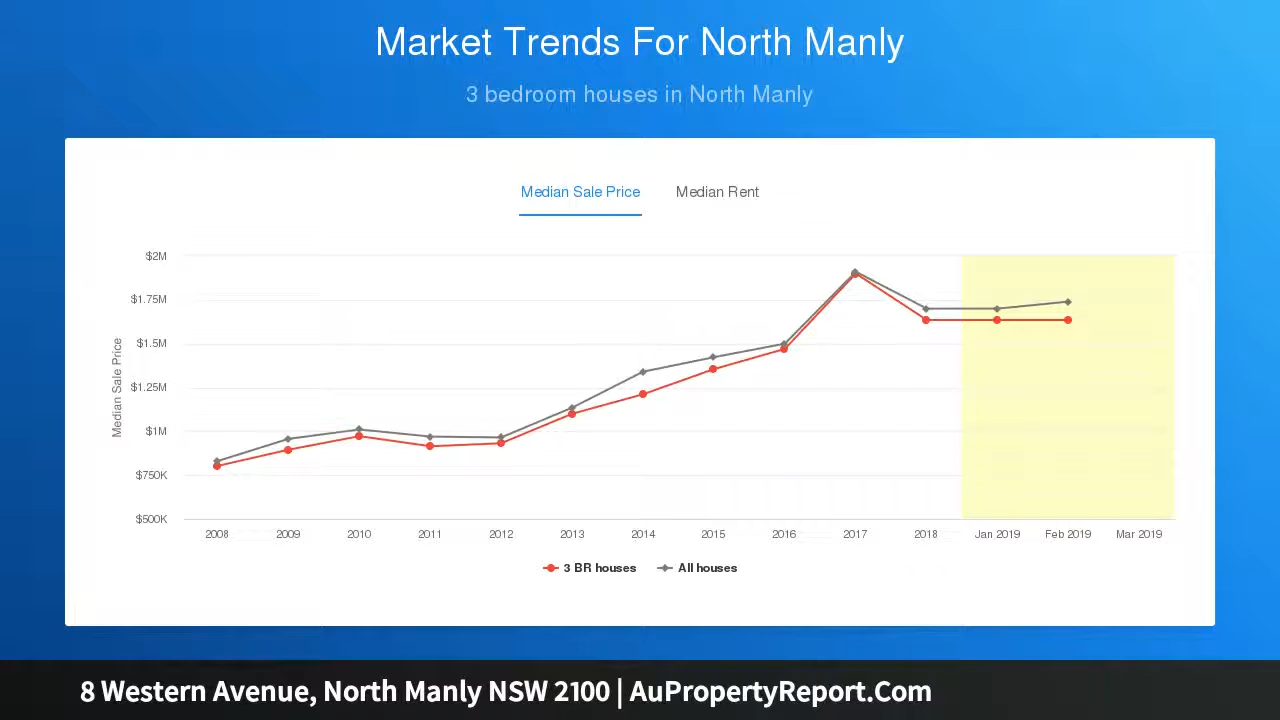 Market Trends For North Manly
3 bedroom houses in North Manly
Median Sale Price Median Rent
$2M
$1.75M
$1.5M
$1.25M
$1M
$750K
$500K
Median Sale Price
2008 2009 2010 2011 2012 2013 2014 2015 2016 2017 2018 Jan 2019 Feb 2019 Mar 2019
3 BR houses All houses
8 Western Avenue, North Manly NSW 2100 | AuPropertyReport.Com